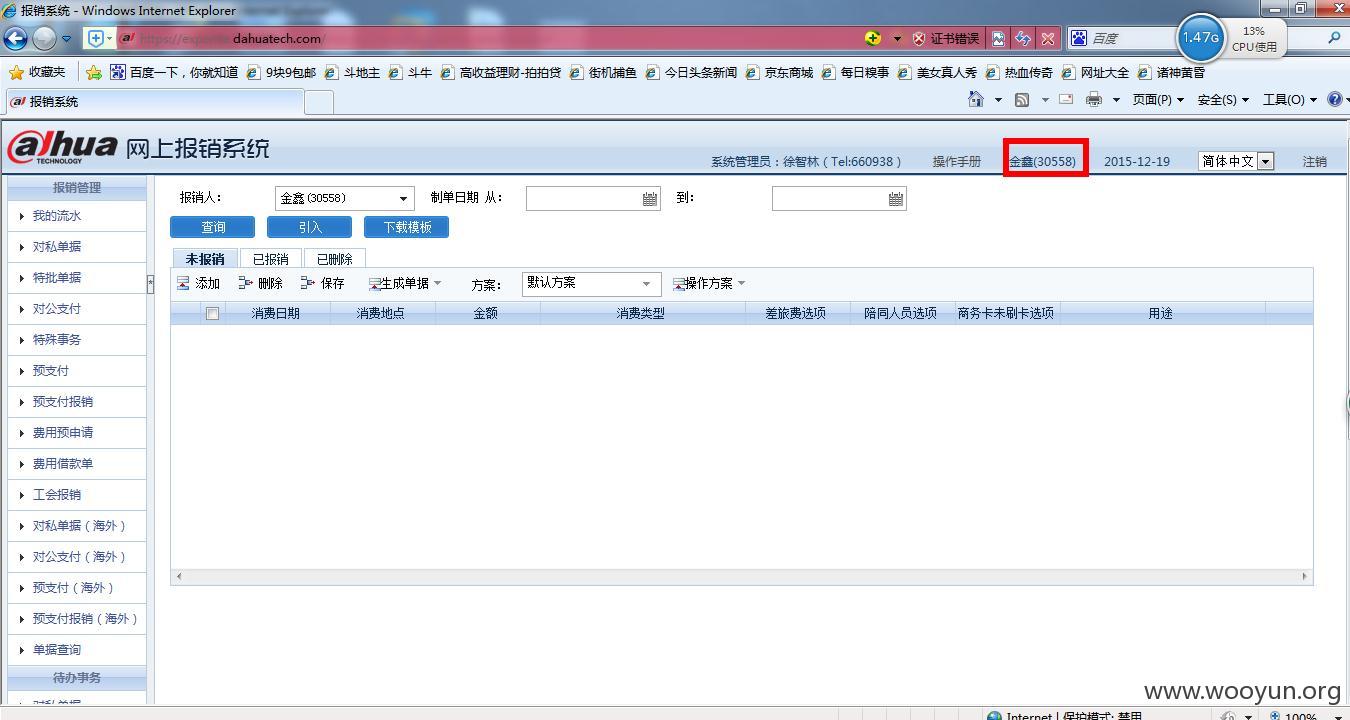 报销系统 - Windows Internet Explorer
dahuatech.com/
证书错误
百度
1.47G
13%
CPU使用
收藏夹
百度一下，你就知道
9块9包邮
斗地主
斗牛
高收益理财-拍拍贷
街机捕鱼
今日头条新闻
京东商城
每日糗事
美女真人秀
热血传奇
网址大全
诸神黄昏
报销系统
页面(P)
安全(S)
工具(O)
alhua
TECHNOLOGY
网上报销系统
系统管理员：徐智林（Tel:660938）
操作手册
金鑫(30558)
2015-12-19
简体中文
注销
报销管理
我的流水
对私单据
特批单据
对公支付
特殊事务
预支付
预支付报销
费用预申请
费用借款单
工会报销
对私单据（海外）
对公支付（海外）
预支付（海外）
预支付报销（海外）
单据查询
待办事务
报销人：
金鑫(30558)
制单日期 从：
到：
查询
引入
下载模板
未报销
已报销
已删除
添加
删除
保存
生成单据
方案：
默认方案
操作方案
消费日期
消费地点
金额
消费类型
差旅费选项
陪同人员选项
商务卡未刷卡选项
用途
www.wooyun.org
Internet | 保护模式: 禁用
100%